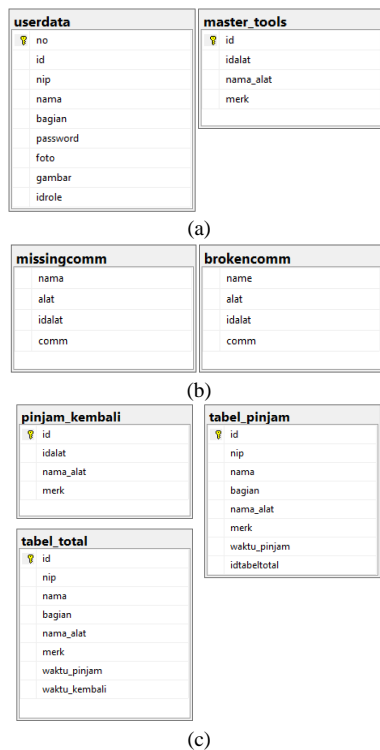 userdata
no
id
nip
nama
bagian
password
foto
gambar
idrole
master_tools
id
idalat
nama_alat
merk
(a)
missingcomm
nama
alat
idalat
comm
brokencomm
name
alat
idalat
comm
(b)
pinjam_kembali
id
idalat
nama_alat
merk
tabel_pinjam
id
nip
nama
bagian
nama_alat
merk
waktu_pinjam
idtabeltotal
tabel_total
id
nip
nama
bagian
nama_alat
merk
waktu_pinjam
waktu_kembali
(c)